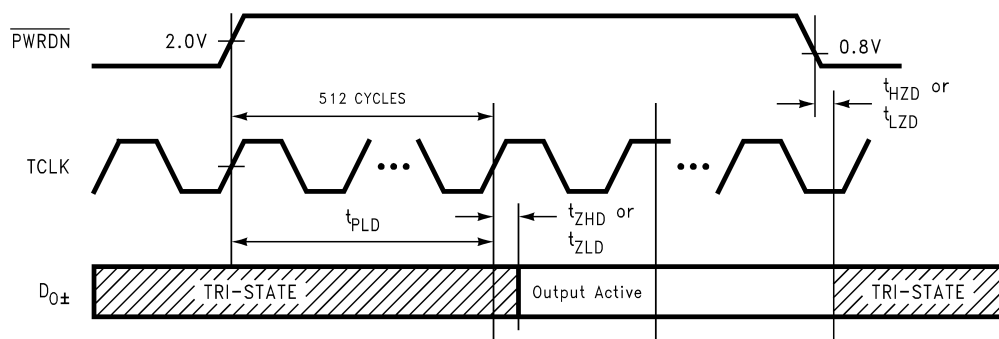 PWRDN
2.0V
0.8V
512 CYCLES
tHZD or
tLZD
TCLK
•••
•••
tPLD
tZHD or
tZLD
DO±
TRI-STATE
Output Active
TRI-STATE